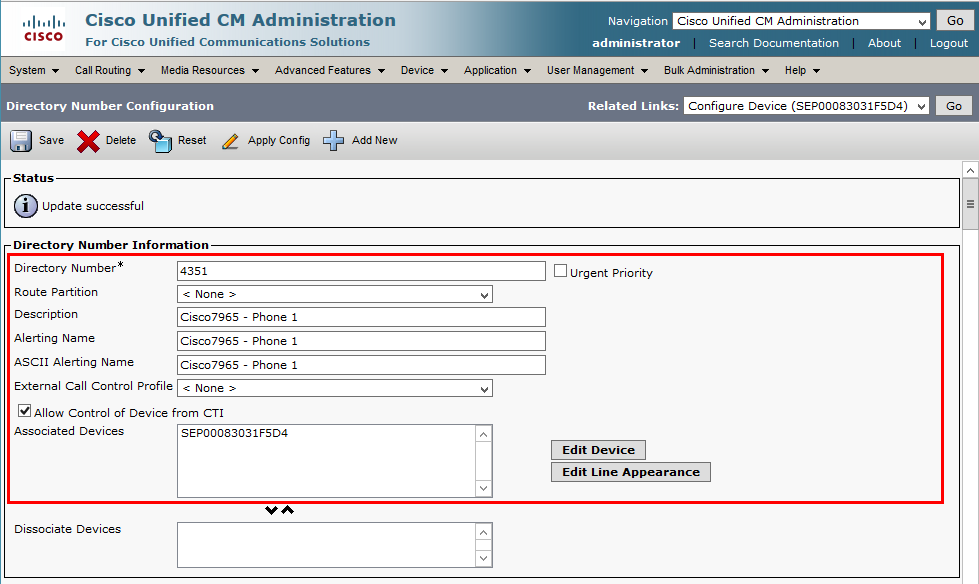 Cisco Unified CM Administration
Navigation Cisco Unified CM Administration Go
CISCO
For Cisco Unified Communications Solutions
administrator | Search Documentation | About | Logout
System Call Routing Media Resources Advanced Features Device Application User Management Bulk Administration Help
Directory Number Configuration
Related Links: Configure Device (SEP00083031F5D4) Go
Save Delete Reset Apply Config Add New
Status
i Update successful
Directory Number Information
Directory Number* 4351 Urgent Priority
Route Partition < None >
Description Cisco7965 - Phone 1
Alerting Name Cisco7965 - Phone 1
ASCII Alerting Name Cisco7965 - Phone 1
External Call Control Profile < None >
Allow Control of Device from CTI
Associated Devices SEP00083031F5D4
Edit Device
Edit Line Appearance
Dissociate Devices